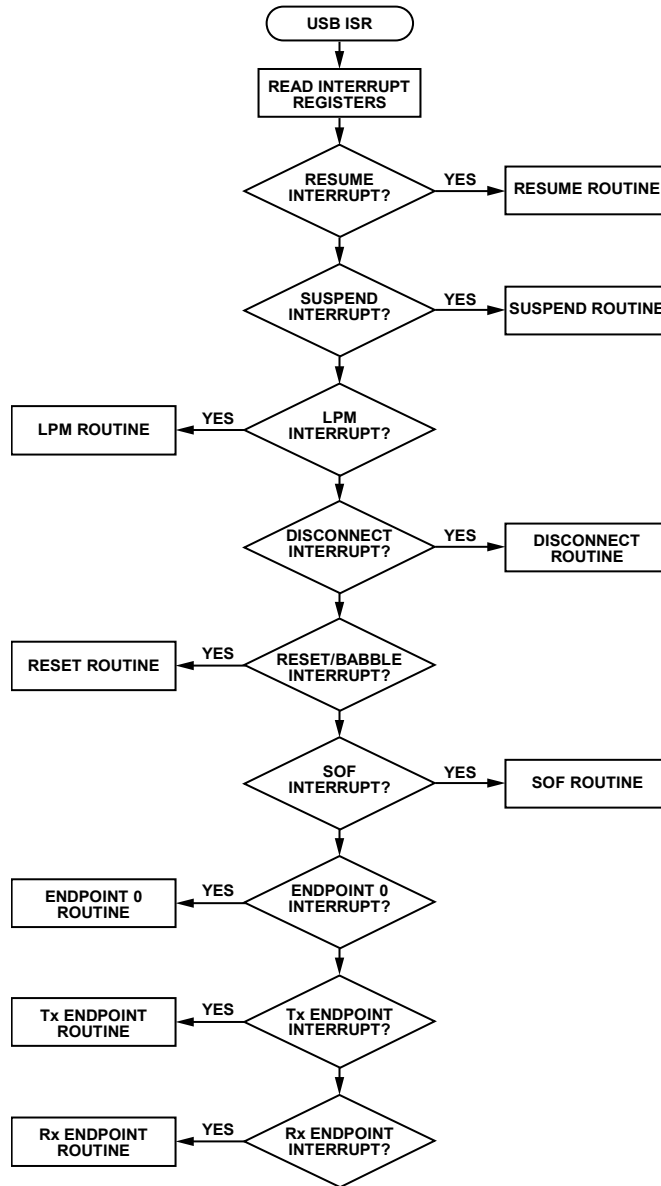 USB ISR
READ INTERRUPT
REGISTERS
RESUME
INTERRUPT?
YES
RESUME ROUTINE
SUSPEND
INTERRUPT?
YES
SUSPEND ROUTINE
LPM ROUTINE
YES
LPM
INTERRUPT?
DISCONNECT
INTERRUPT?
YES
DISCONNECT
ROUTINE
RESET ROUTINE
YES
RESET/BABBLE
INTERRUPT?
SOF
INTERRUPT?
YES
SOF ROUTINE
ENDPOINT 0
ROUTINE
YES
ENDPOINT 0
INTERRUPT?
Tx ENDPOINT
ROUTINE
YES
Tx ENDPOINT
INTERRUPT?
Rx ENDPOINT
ROUTINE
YES
Rx ENDPOINT
INTERRUPT?